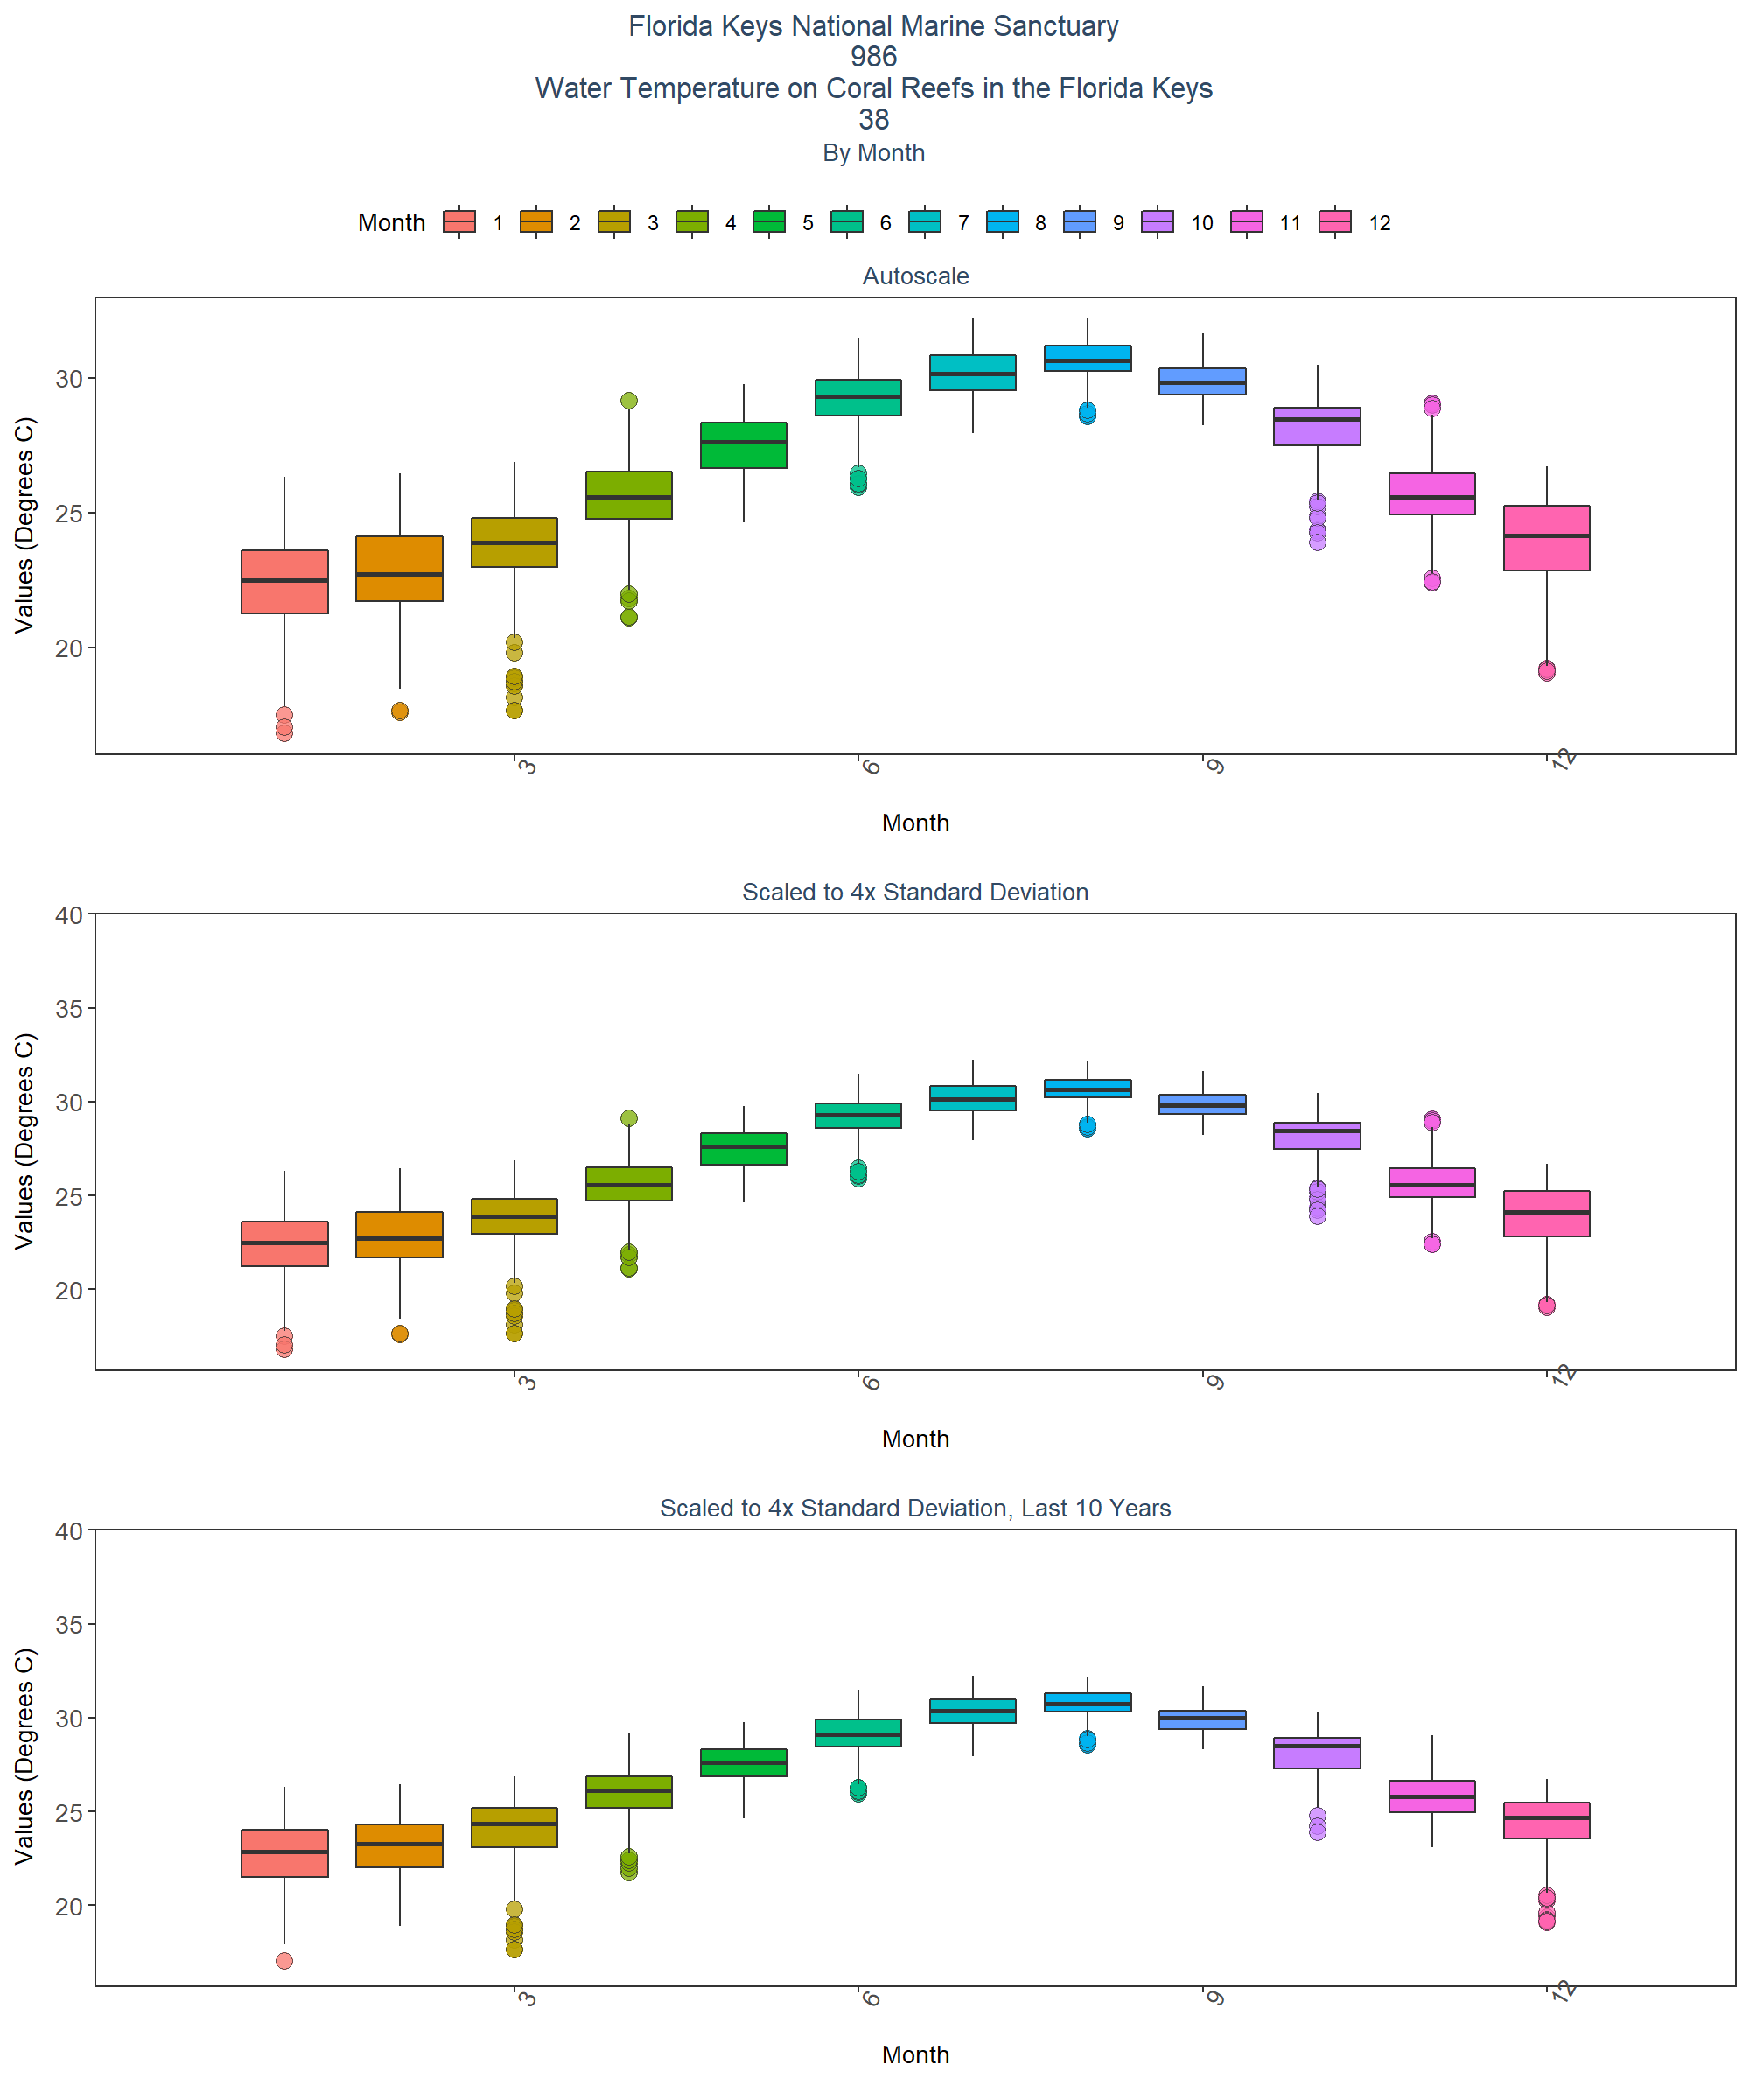 Florida Keys National Marine Sanctuary
986
Water Temperature on Coral Reefs in the Florida Keys
38
By Month
Month 1 2 3 4 5 6 7 8 9 10 11 12
Autoscale
Values (Degrees C)
30
25
20
3 6 9 12
Month
Scaled to 4x Standard Deviation
Values (Degrees C)
40
35
30
25
20
3 6 9 12
Month
Scaled to 4x Standard Deviation, Last 10 Years
Values (Degrees C)
40
35
30
25
20
3 6 9 12
Month